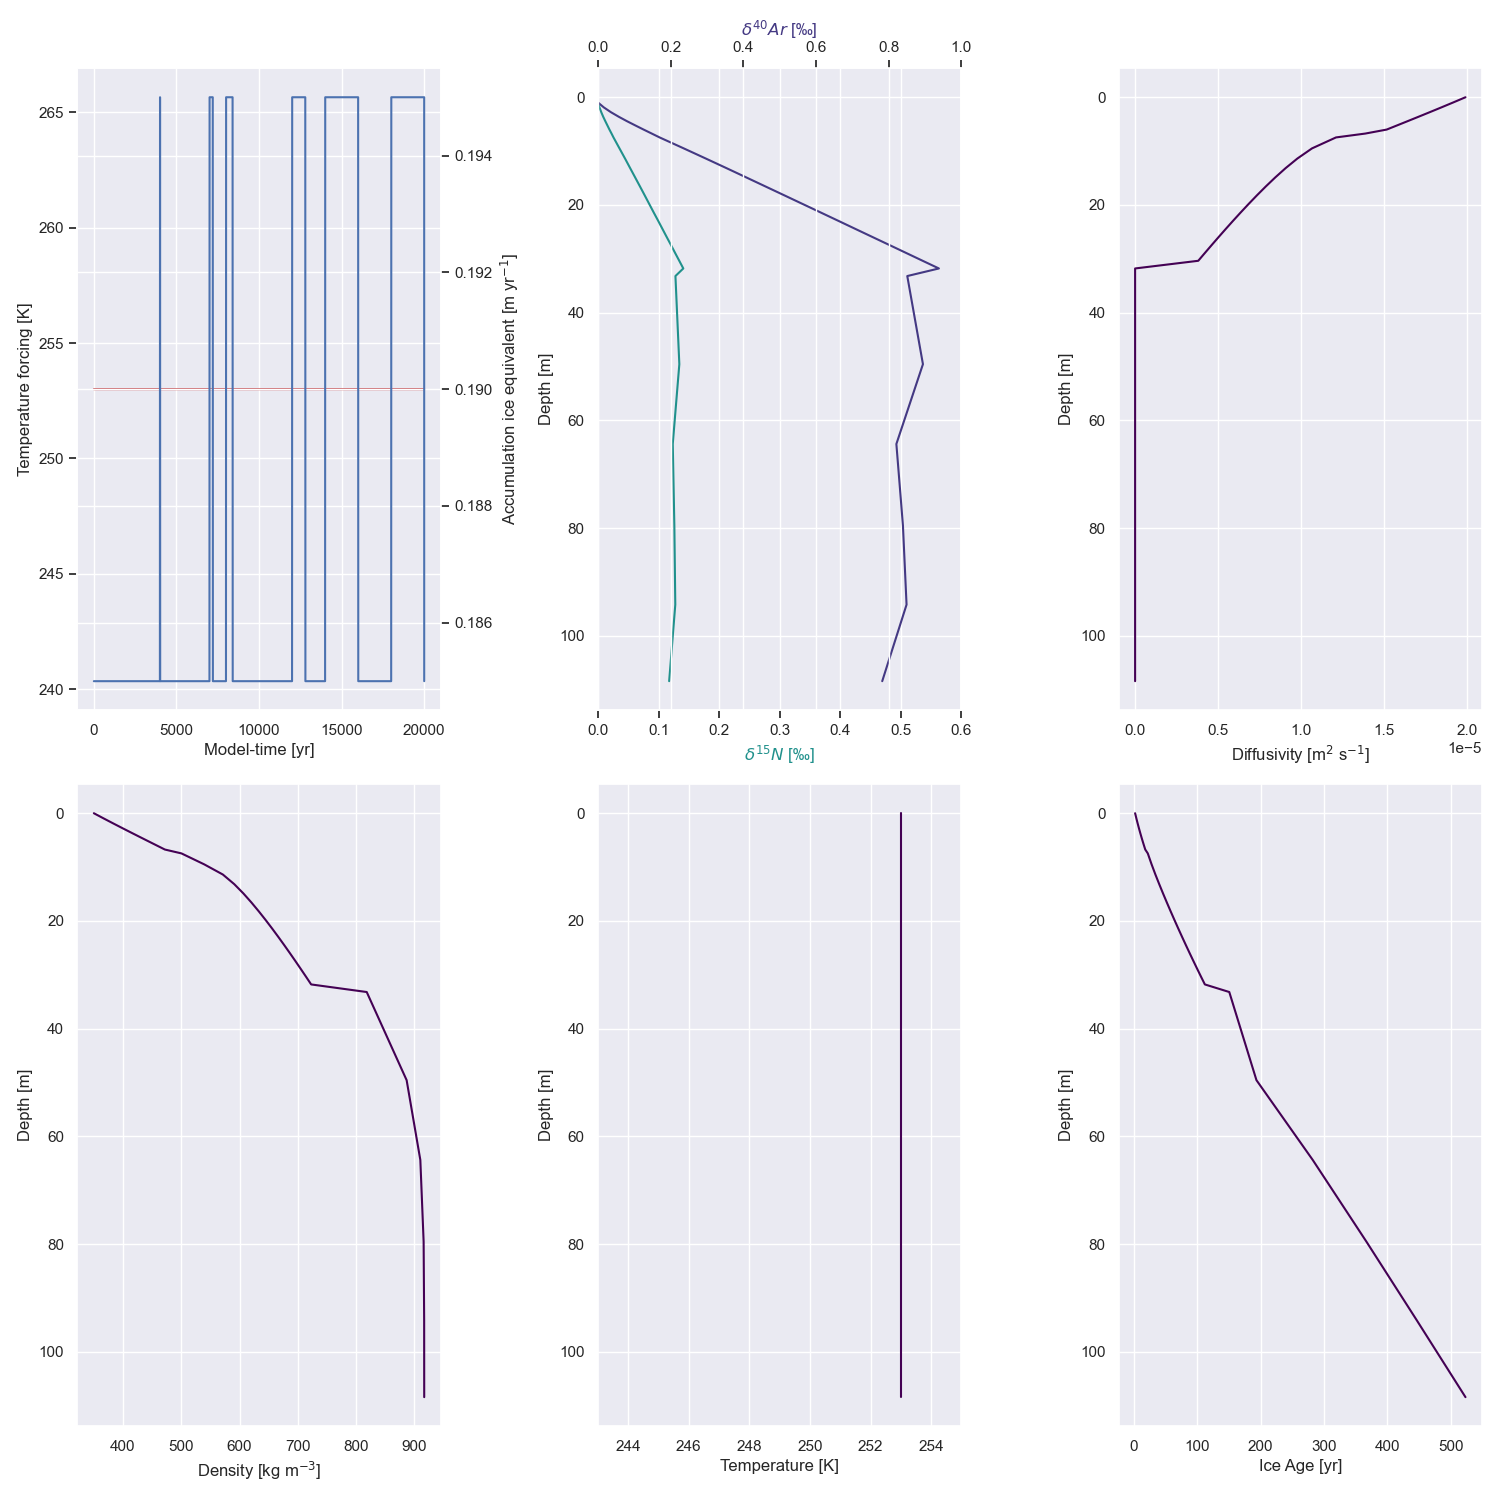 δ⁴⁰Ar [‰]
0.0 0.2 0.4 0.6 0.8 1.0
Temperature forcing [K]
265
260
255
250
245
240
0 5000 10000 15000 20000
Model-time [yr]
0.194
0.192
0.190
0.188
0.186
Accumulation ice equivalent [m yr⁻¹]
Depth [m]
0
20
40
60
80
100
0.0 0.1 0.2 0.3 0.4 0.5 0.6
δ¹⁵N [‰]
Depth [m]
0
20
40
60
80
100
0.0 0.5 1.0 1.5 2.0
1e−5
Diffusivity [m² s⁻¹]
Depth [m]
0
20
40
60
80
100
400 500 600 700 800 900
Density [kg m⁻³]
Depth [m]
0
20
40
60
80
100
244 246 248 250 252 254
Temperature [K]
Depth [m]
0
20
40
60
80
100
0 100 200 300 400 500
Ice Age [yr]